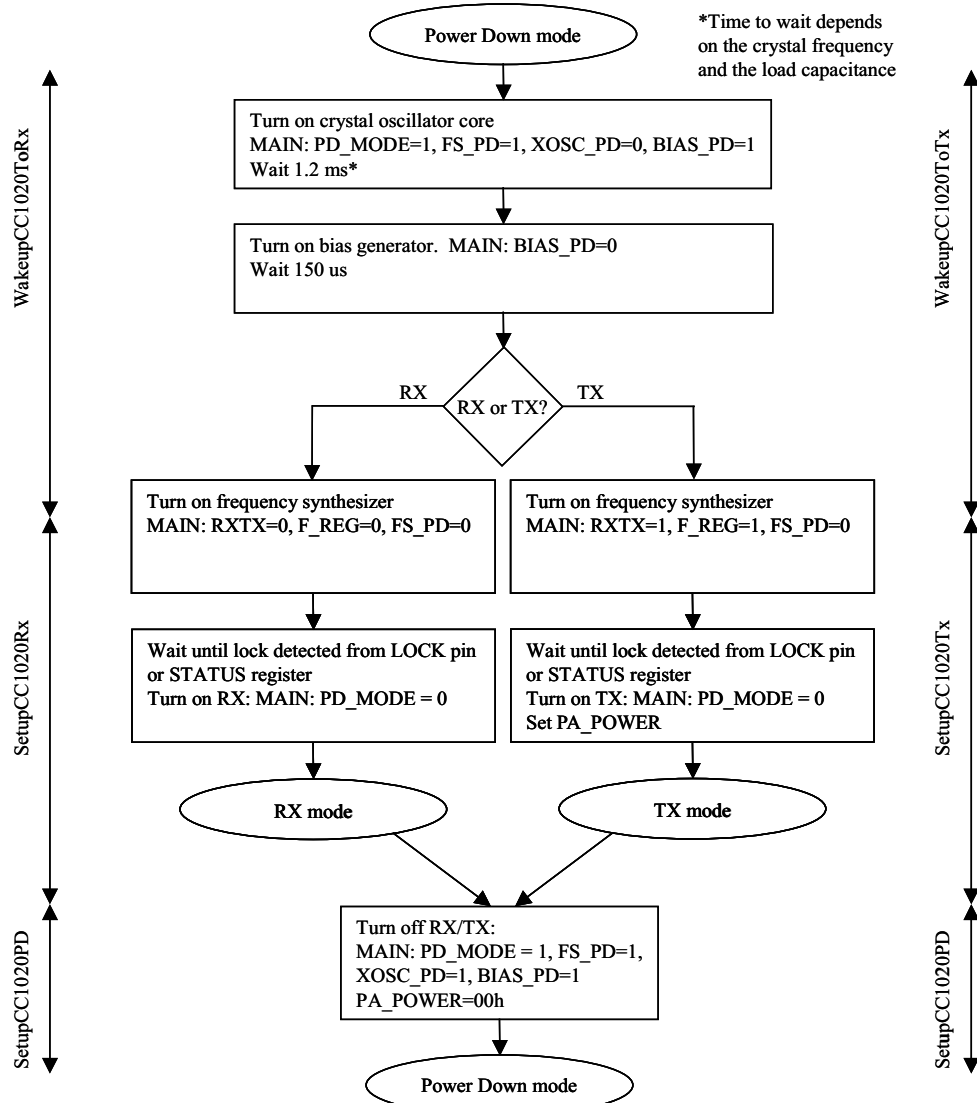 Power Down mode
*Time to wait depends
on the crystal frequency
and the load capacitance
WakeupCC1020ToRx
WakeupCC1020ToTx
Turn on crystal oscillator core
MAIN: PD_MODE=1, FS_PD=1, XOSC_PD=0, BIAS_PD=1
Wait 1.2 ms*
Turn on bias generator. MAIN: BIAS_PD=0
Wait 150 us
RX
RX or TX?
TX
Turn on frequency synthesizer
MAIN: RXTX=0, F_REG=0, FS_PD=0
Turn on frequency synthesizer
MAIN: RXTX=1, F_REG=1, FS_PD=0
SetupCC1020Rx
SetupCC1020Tx
Wait until lock detected from LOCK pin
or STATUS register
Turn on RX: MAIN: PD_MODE = 0
Wait until lock detected from LOCK pin
or STATUS register
Turn on TX: MAIN: PD_MODE = 0
Set PA_POWER
RX mode
TX mode
SetupCC1020PD
SetupCC1020PD
Turn off RX/TX:
MAIN: PD_MODE = 1, FS_PD=1,
XOSC_PD=1, BIAS_PD=1
PA_POWER=00h
Power Down mode